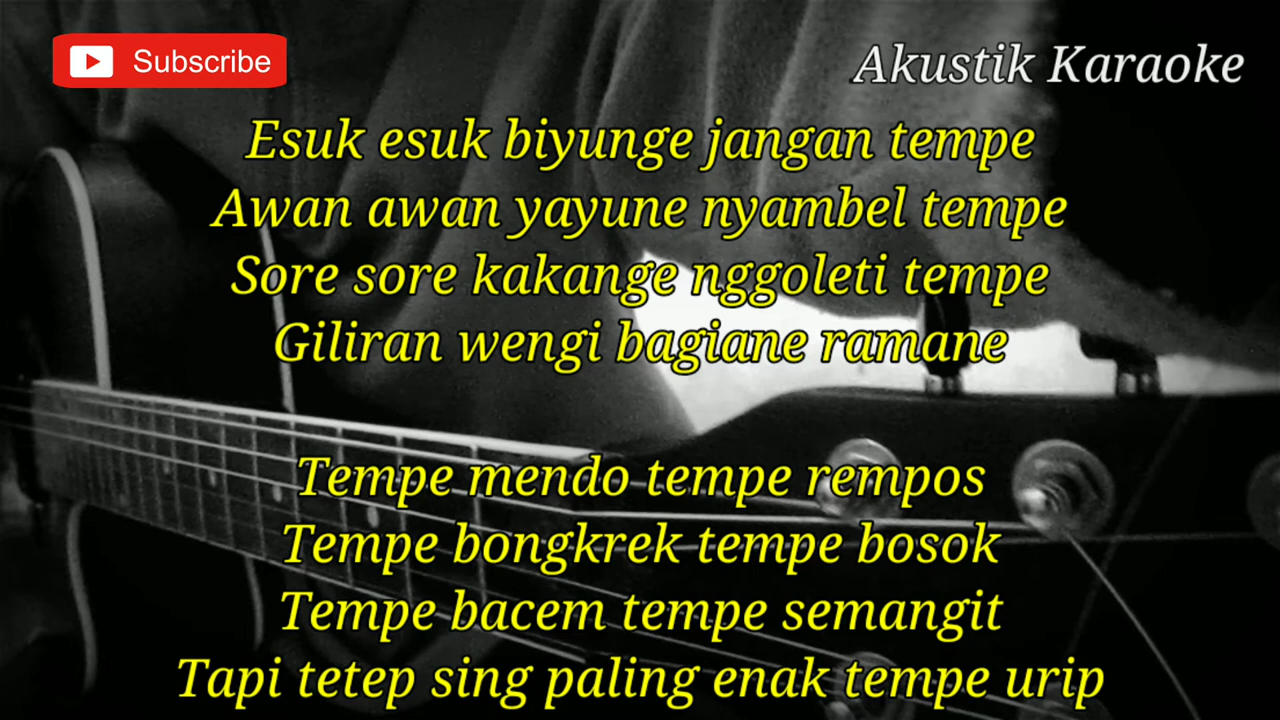 Subscribe
Akustik Karaoke
Esuk esuk biyunge jangan tempe
Awan awan yayune nyambel tempe
Sore sore kakange nggoleti tempe
Giliran wengi bagiane ramane
Tempe mendo tempe rempos
Tempe bongkrek tempe bosok
Tempe bacem tempe semangit
Tapi tetep sing paling enak tempe urip